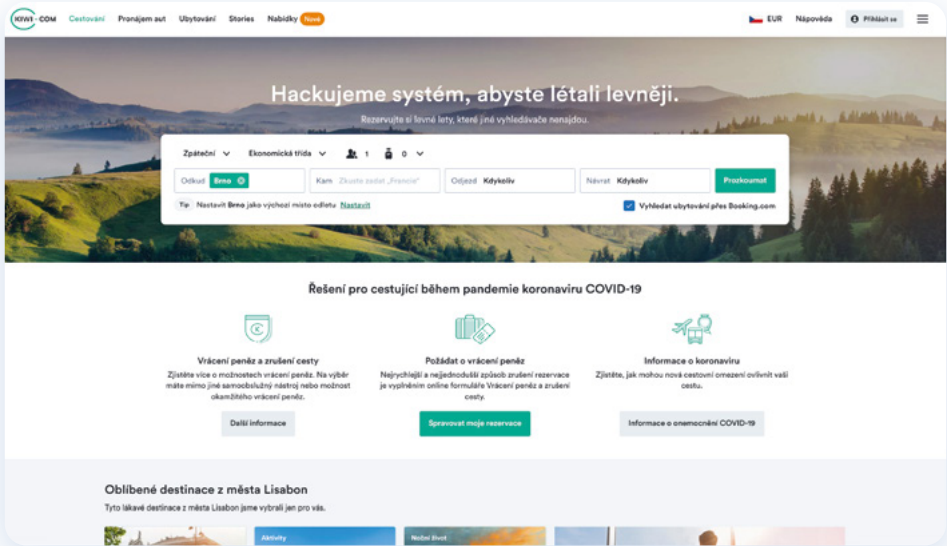 KIWI·COM Cestování Pronájem aut Ubytování Stories Nabídky Nové EUR Nápověda Přihlásit se
Hackujeme systém, abyste létali levněji.
Rezervujte si levné lety, které jiné vyhledávače nenajdou.
Zpáteční Ekonomická třída 1 0
Odkud Brno Kam Zkuste zadat „Francie" Odjezd Kdykoliv Návrat Kdykoliv Prozkoumat
Tip Nastavit Brno jako výchozí místo odletu Nastavit Vyhledat ubytování přes Booking.com
Řešení pro cestující během pandemie koronaviru COVID-19
Vrácení peněz a zrušení cesty
Zjistěte více o možnostech vrácení peněz. Na výběr
máte mimo jiné samoobslužný nástroj nebo možnost
okamžitého vrácení peněz.
Další informace
Požádat o vrácení peněz
Nejrychlejší a nejjednodušší způsob zrušení rezervace
je vyplněním online formuláře Vrácení peněz a zrušení
cesty.
Spravovat moje rezervace
Informace o koronaviru
Zjistěte, jak mohou nová cestovní omezení ovlivnit vaši
cestu.
Informace o onemocnění COVID-19
Oblíbené destinace z města Lisabon
Tyto lákavé destinace z města Lisabon jsme vybrali jen pro vás.
Aktivity Noční život